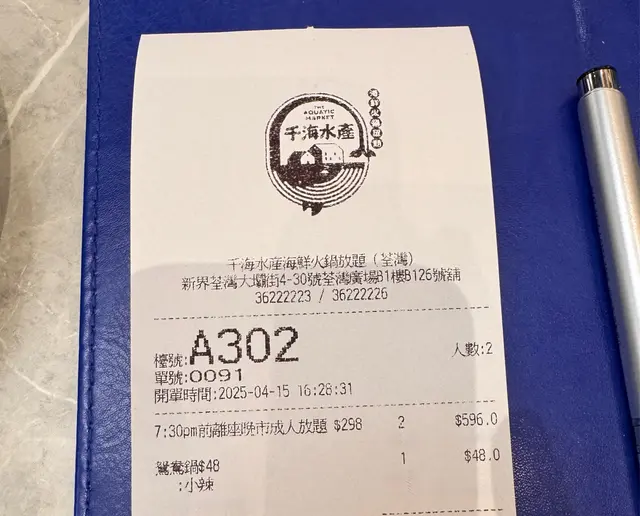 THE
AQUATIC
MARKET
千海水產
千海水產海鮮火鍋放題(荃灣)
新界荃灣大壩街4-30號荃灣廣場B1樓B126號舖
36222223 / 36222226
檯號:A302 人數:2
單號:0091
開單時間:2025-04-15 16:28:31
7:30pm前離座晚市成人放題 $298 2 $596.0
鴛鴦鍋$48 1 $48.0
:小辣